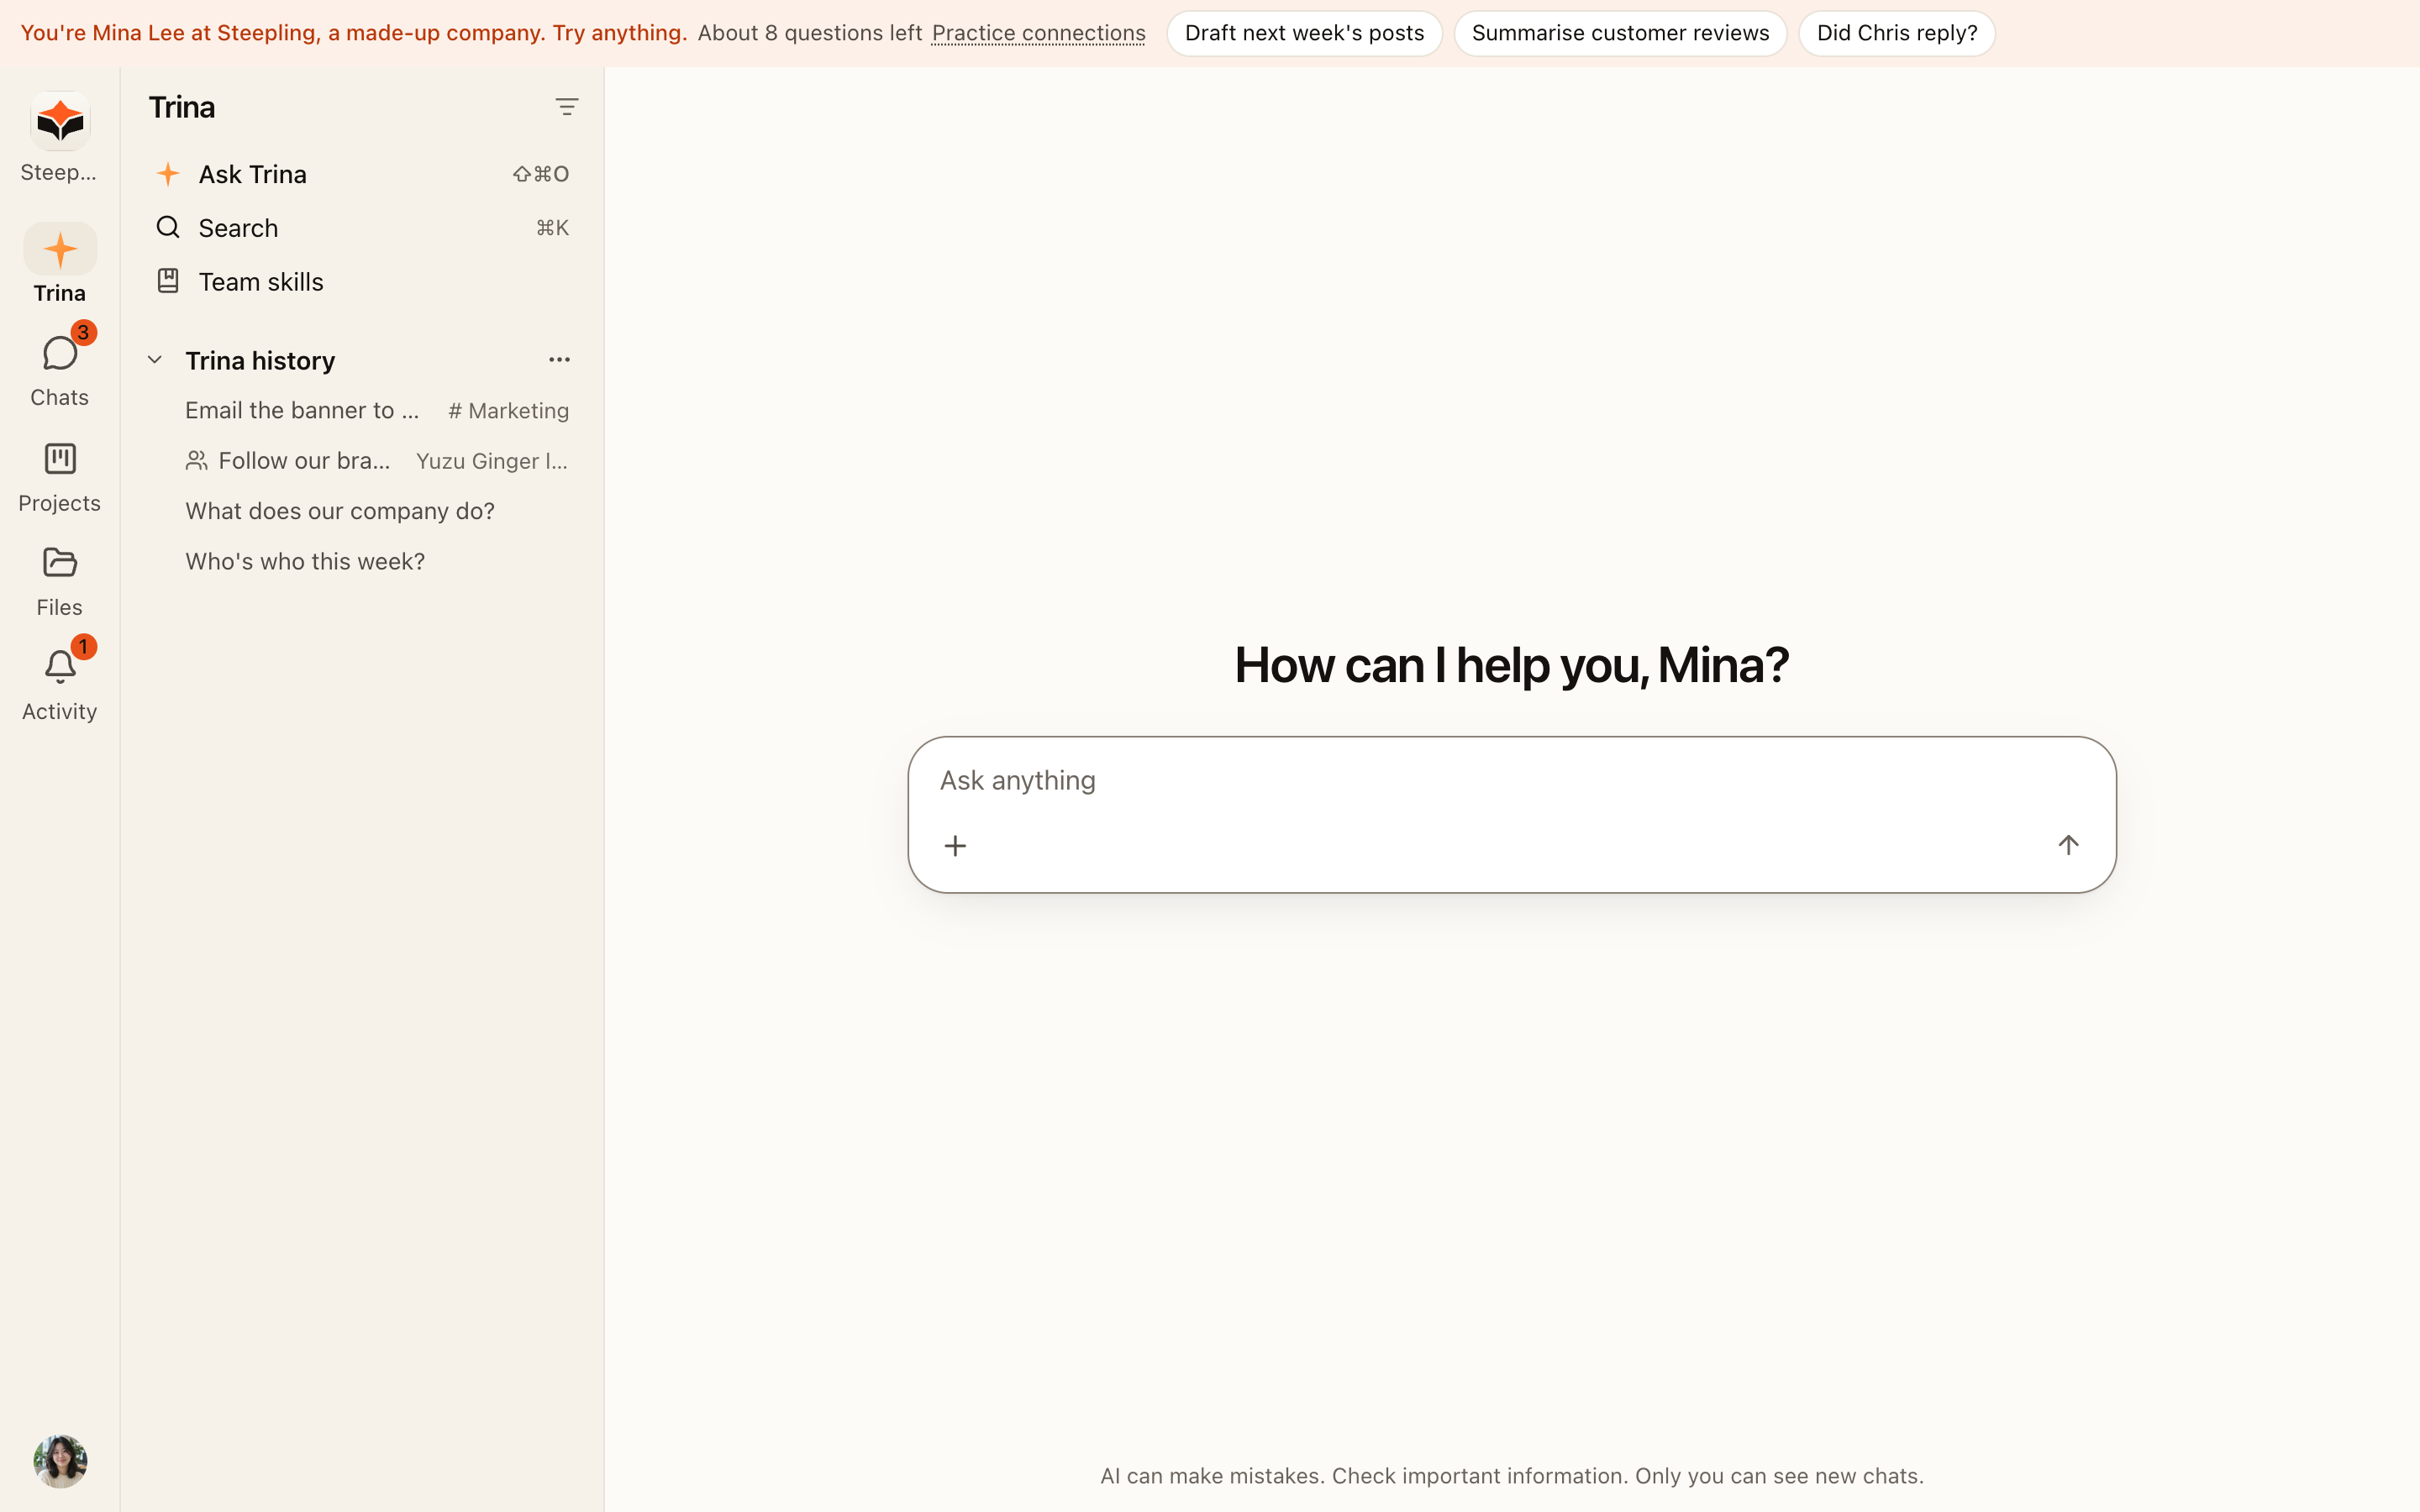 You're Mina Lee at Steepling, a made-up company. Try anything. About 8 questions left Practice connections Draft next week's posts Summarise customer reviews Did Chris reply?
Steep...
Trina
3
Chats
Projects
Files
1
Activity
Trina
Ask Trina ⇧⌘O
Search ⌘K
Team skills
Trina history
Email the banner to ... # Marketing
Follow our bra... Yuzu Ginger I...
What does our company do?
Who's who this week?
How can I help you, Mina?
Ask anything
AI can make mistakes. Check important information. Only you can see new chats.